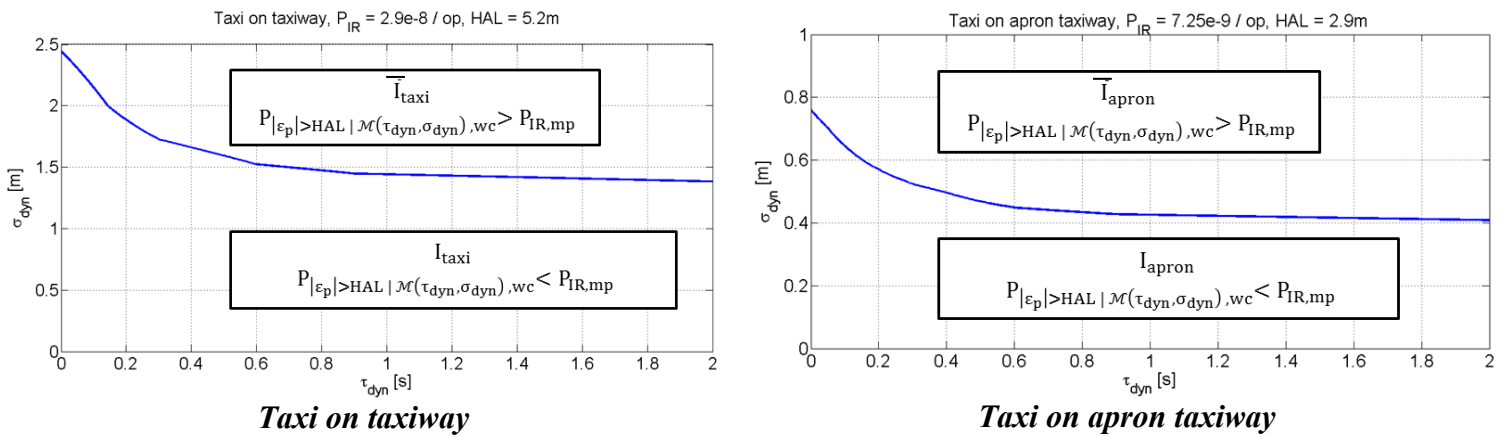 Taxi on taxiway, P_IR = 2.9e-8 / op, HAL = 5.2m
2.5
2
1.5
1
0.5
0
σ_dyn [m]
Ī_taxi
P_|ε_p|>HAL | ℳ(τ_dyn,σ_dyn) ,wc > P_IR,mp
I_taxi
P_|ε_p|>HAL | ℳ(τ_dyn,σ_dyn) ,wc < P_IR,mp
0 0.2 0.4 0.6 0.8 1 1.2 1.4 1.6 1.8 2
τ_dyn [s]
Taxi on taxiway
Taxi on apron taxiway, P_IR = 7.25e-9 / op, HAL = 2.9m
1
0.8
0.6
0.4
0.2
0
σ_dyn [m]
Ī_apron
P_|ε_p|>HAL | ℳ(τ_dyn,σ_dyn) ,wc > P_IR,mp
I_apron
P_|ε_p|>HAL | ℳ(τ_dyn,σ_dyn) ,wc < P_IR,mp
0 0.2 0.4 0.6 0.8 1 1.2 1.4 1.6 1.8 2
τ_dyn [s]
Taxi on apron taxiway